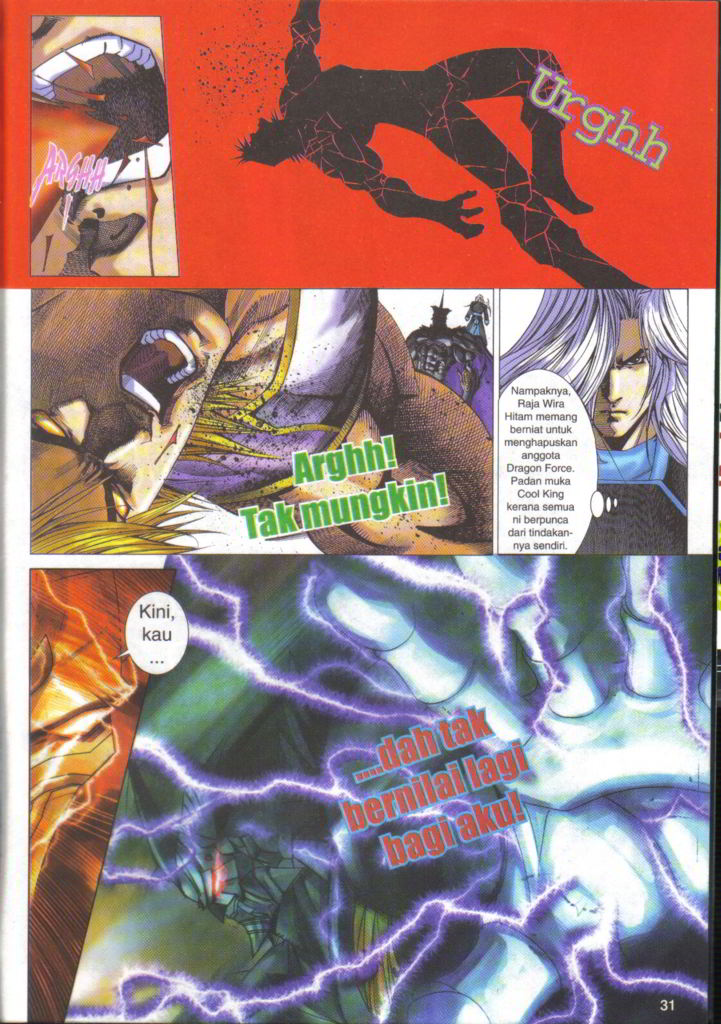 ARGHH
!
Urghh
Arghh!
Tak mungkin!
Nampaknya,
Raja Wira
Hitam memang
berniat untuk
menghapuskan
anggota
Dragon Force.
Padan muka
Cool King
kerana semua
ni berpunca
dari tindakan-
nya sendiri.
Kini,
kau
...
....dah tak
bernilai lagi
bagi aku!
31